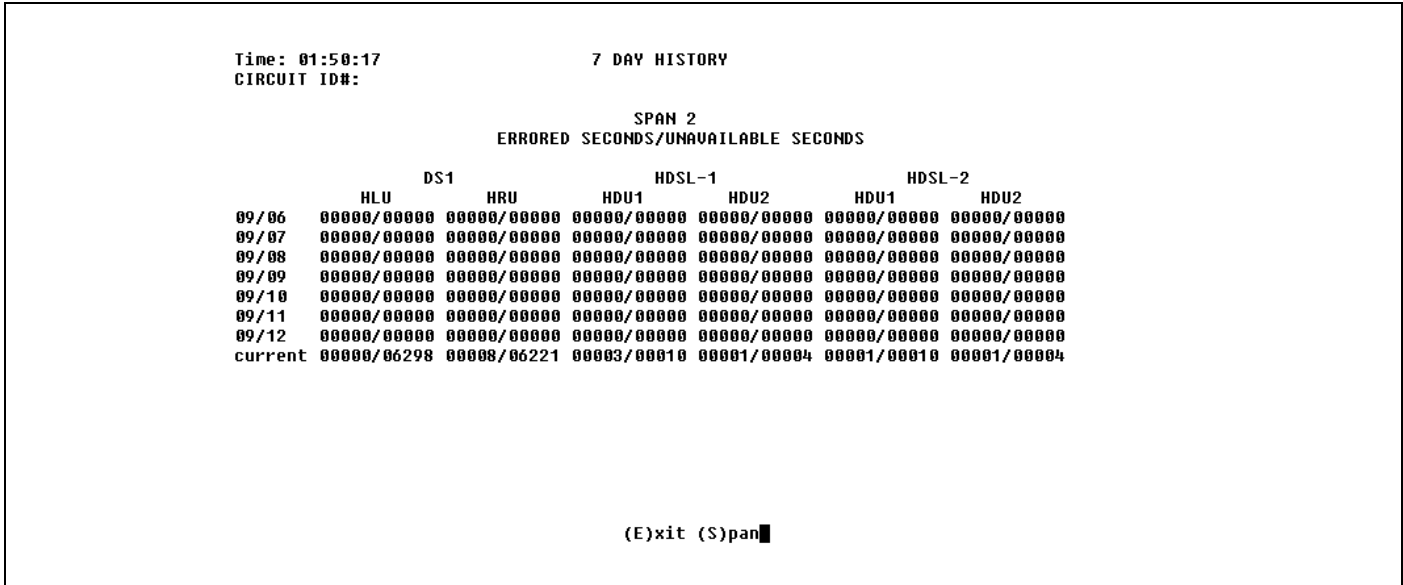 Time: 01:50:17 7 DAY HISTORY
CIRCUIT ID#:
SPAN 2
ERRORED SECONDS/UNAVAILABLE SECONDS
DS1 HDSL-1 HDSL-2
HLU HRU HDU1 HDU2 HDU1 HDU2
09/06 00000/00000 00000/00000 00000/00000 00000/00000 00000/00000 00000/00000
09/07 00000/00000 00000/00000 00000/00000 00000/00000 00000/00000 00000/00000
09/08 00000/00000 00000/00000 00000/00000 00000/00000 00000/00000 00000/00000
09/09 00000/00000 00000/00000 00000/00000 00000/00000 00000/00000 00000/00000
09/10 00000/00000 00000/00000 00000/00000 00000/00000 00000/00000 00000/00000
09/11 00000/00000 00000/00000 00000/00000 00000/00000 00000/00000 00000/00000
09/12 00000/00000 00000/00000 00000/00000 00000/00000 00000/00000 00000/00000
current 00000/06298 00008/06221 00003/00010 00001/00004 00001/00010 00001/00004
(E)xit (S)pan